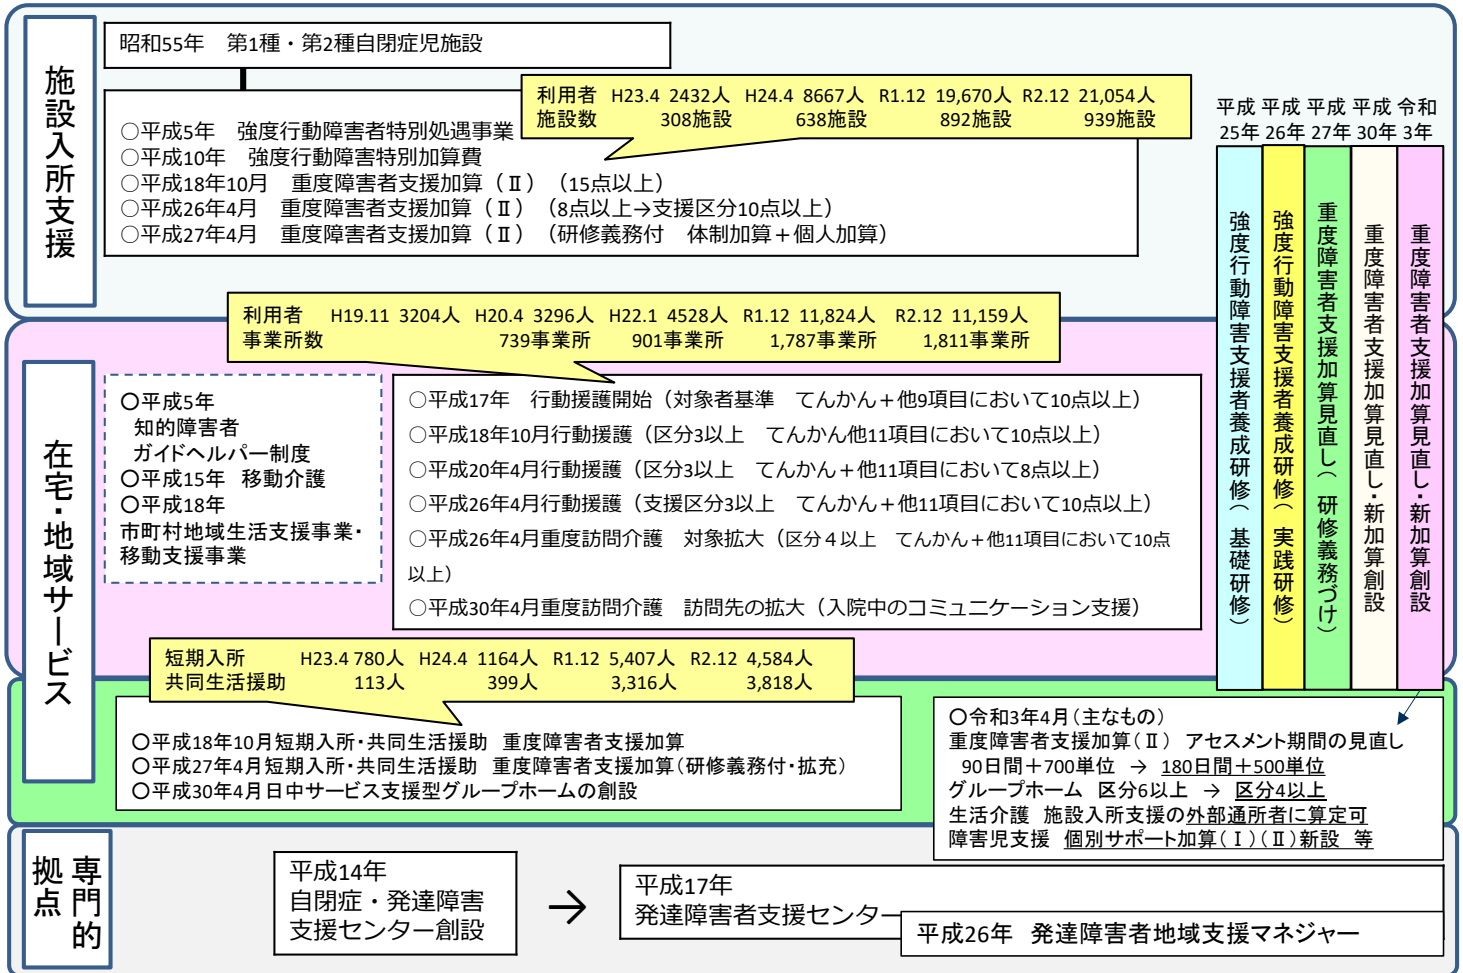 施設入所支援
昭和55年　第1種・第2種自閉症児施設
利用者　H23.4 2432人　H24.4 8667人　R1.12 19,670人　R2.12 21,054人
施設数　308施設　638施設　892施設　939施設
○平成5年　強度行動障害者特別処遇事業
○平成10年　強度行動障害特別加算費
○平成18年10月　重度障害者支援加算（Ⅱ）（15点以上）
○平成26年4月　重度障害者支援加算（Ⅱ）（8点以上→支援区分10点以上）
○平成27年4月　重度障害者支援加算（Ⅱ）（研修義務付　体制加算＋個人加算）
平成25年
強度行動障害支援者養成研修（基礎研修）
平成26年
強度行動障害支援者養成研修（実践研修）
平成27年
重度障害者支援加算見直し（研修義務づけ）
平成30年
重度障害者支援加算見直し・新加算創設
令和3年
重度障害者支援加算見直し・新加算創設
在宅・地域サービス
利用者　H19.11 3204人　H20.4 3296人　H22.1 4528人　R1.12 11,824人　R2.12 11,159人
事業所数　739事業所　901事業所　1,787事業所　1,811事業所
○平成5年
知的障害者
ガイドヘルパー制度
○平成15年　移動介護
○平成18年
市町村地域生活支援事業・
移動支援事業
○平成17年　行動援護開始（対象者基準　てんかん＋他9項目において10点以上）
○平成18年10月行動援護（区分3以上　てんかん他11項目において10点以上）
○平成20年4月行動援護（区分3以上　てんかん＋他11項目において8点以上）
○平成26年4月行動援護（支援区分3以上　てんかん＋他11項目において10点以上）
○平成26年4月重度訪問介護　対象拡大（区分４以上　てんかん＋他11項目において10点
以上）
○平成30年4月重度訪問介護　訪問先の拡大（入院中のコミュニケーション支援）
短期入所　H23.4 780人　H24.4 1164人　R1.12 5,407人　R2.12 4,584人
共同生活援助　113人　399人　3,316人　3,818人
○平成18年10月短期入所・共同生活援助　重度障害者支援加算
○平成27年4月短期入所・共同生活援助　重度障害者支援加算（研修義務付・拡充）
○平成30年4月日中サービス支援型グループホームの創設
○令和3年4月（主なもの）
重度障害者支援加算（Ⅱ）　アセスメント期間の見直し
90日間＋700単位　→　180日間＋500単位
グループホーム　区分6以上　→　区分4以上
生活介護　施設入所支援の外部通所者に算定可
障害児支援　個別サポート加算（Ⅰ）（Ⅱ）新設　等
専門的拠点
平成14年
自閉症・発達障害
支援センター創設
→
平成17年
発達障害者支援センター
平成26年　発達障害者地域支援マネジャー